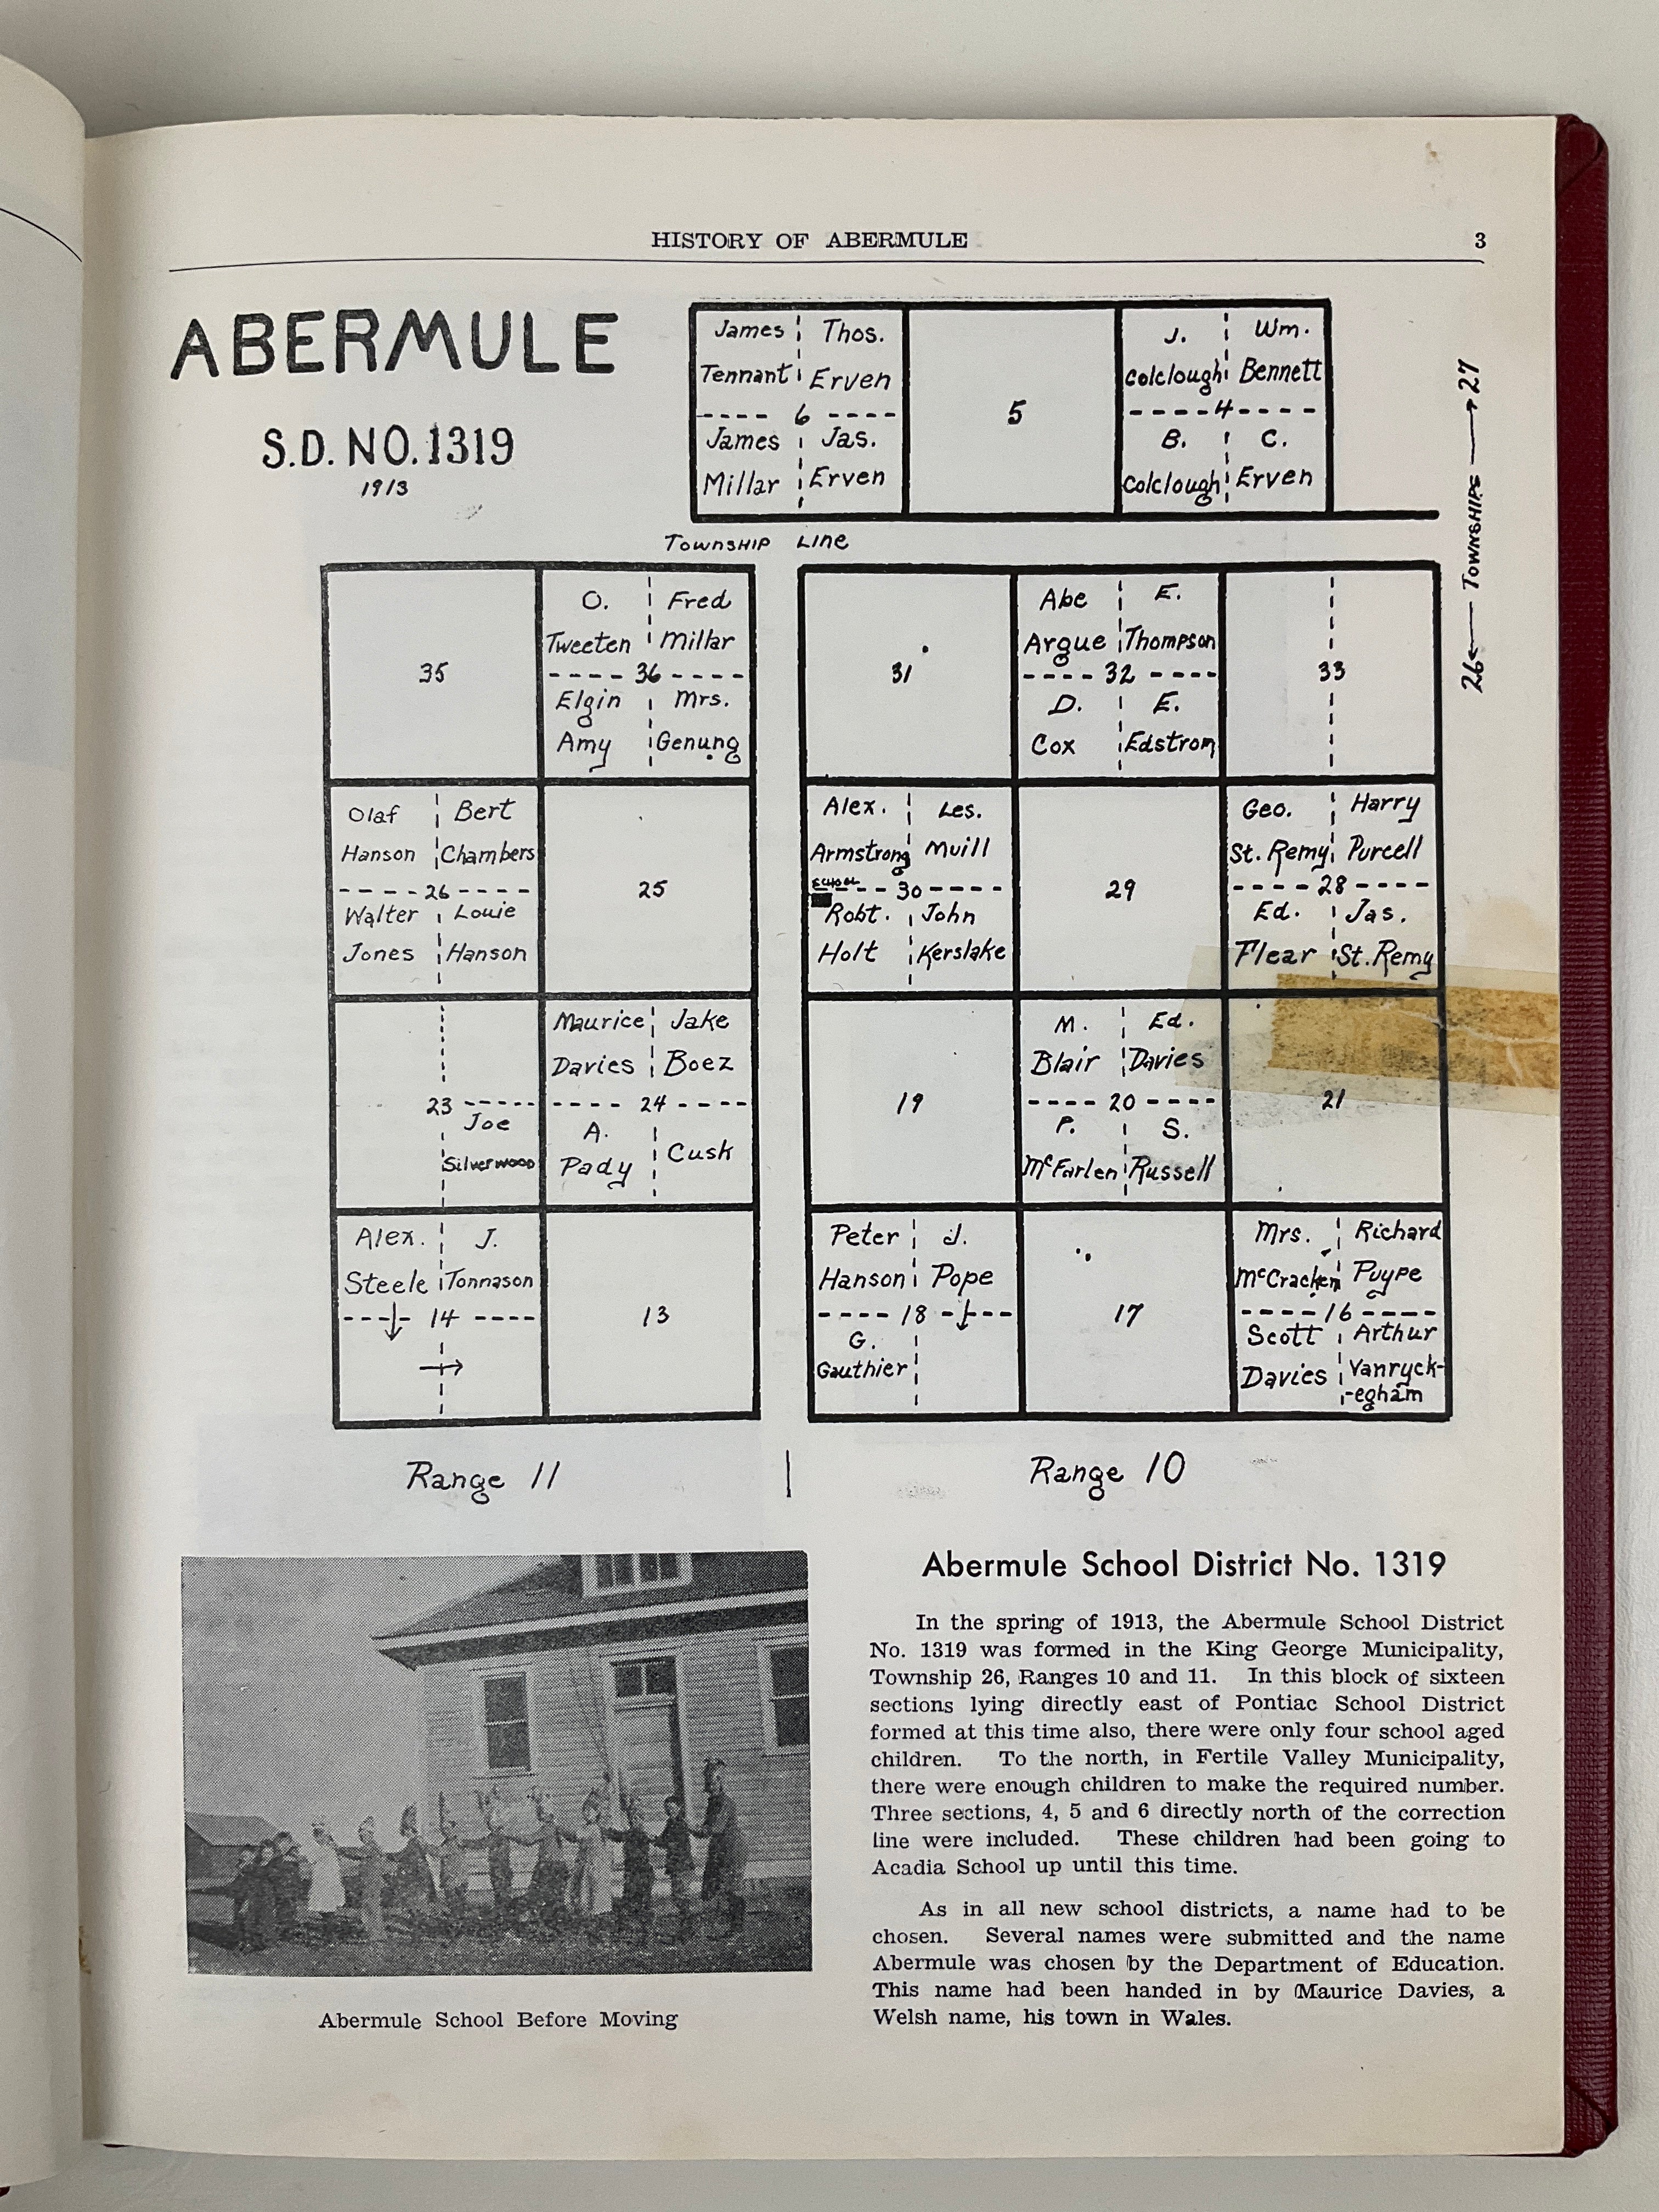 HISTORY OF ABERMULE 3
ABERMULE
S.D. NO. 1319
1913
James Thos.
Tennant Erven
6
James Jas.
Millar Erven
5
J. Wm.
Colclough Bennett
4
B. C.
Colclough Erven
26 ← TOWNSHIPS → 27
TOWNSHIP LINE
35
O. Fred
Tweeten Millar
36
Elgin Mrs.
Amy Genung
31
Abe E.
Argue Thompson
32
D. E.
Cox Edstrom
33
Olaf Bert
Hanson Chambers
26
Walter Louie
Jones Hanson
25
Alex. Les.
Armstrong Muill
SCHOOL 30
Robt. John
Holt Kerslake
29
Geo. Harry
St. Remy Purcell
28
Ed. Jas.
Flear St. Remy
23
Joe
Silverwood
Maurice Jake
Davies Boez
24
A. Cusk
Pady
19
M. Ed.
Blair Davies
20
P. S.
McFarlen Russell
21
Alex. J.
Steele Tonnason
14
13
Peter J.
Hanson Pope
18
G.
Gauthier
17
Mrs. Richard
McCracken Puype
16
Scott Arthur
Davies Vanryck-
-egham
Range 11 | Range 10
Abermule School Before Moving
Abermule School District No. 1319
In the spring of 1913, the Abermule School District
No. 1319 was formed in the King George Municipality,
Township 26, Ranges 10 and 11. In this block of sixteen
sections lying directly east of Pontiac School District
formed at this time also, there were only four school aged
children. To the north, in Fertile Valley Municipality,
there were enough children to make the required number.
Three sections, 4, 5 and 6 directly north of the correction
line were included. These children had been going to
Acadia School up until this time.
As in all new school districts, a name had to be
chosen. Several names were submitted and the name
Abermule was chosen by the Department of Education.
This name had been handed in by Maurice Davies, a
Welsh name, his town in Wales.